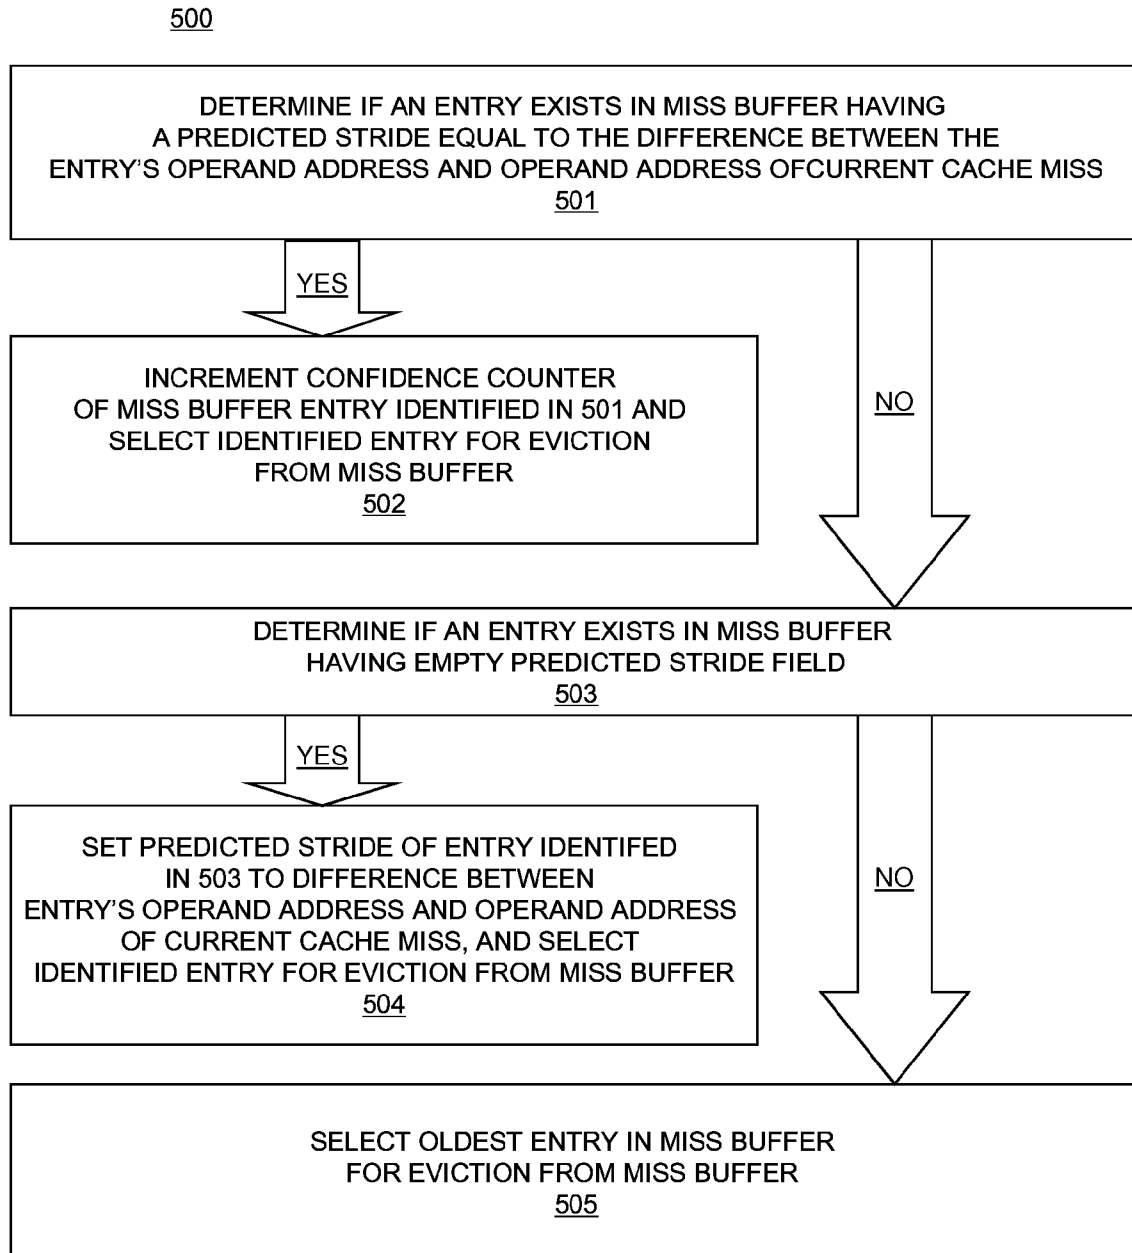 500
DETERMINE IF AN ENTRY EXISTS IN MISS BUFFER HAVING
A PREDICTED STRIDE EQUAL TO THE DIFFERENCE BETWEEN THE
ENTRY'S OPERAND ADDRESS AND OPERAND ADDRESS OFCURRENT CACHE MISS
501
YES
NO
INCREMENT CONFIDENCE COUNTER
OF MISS BUFFER ENTRY IDENTIFIED IN 501 AND
SELECT IDENTIFIED ENTRY FOR EVICTION
FROM MISS BUFFER
502
DETERMINE IF AN ENTRY EXISTS IN MISS BUFFER
HAVING EMPTY PREDICTED STRIDE FIELD
503
YES
NO
SET PREDICTED STRIDE OF ENTRY IDENTIFED
IN 503 TO DIFFERENCE BETWEEN
ENTRY'S OPERAND ADDRESS AND OPERAND ADDRESS
OF CURRENT CACHE MISS, AND SELECT
IDENTIFIED ENTRY FOR EVICTION FROM MISS BUFFER
504
SELECT OLDEST ENTRY IN MISS BUFFER
FOR EVICTION FROM MISS BUFFER
505